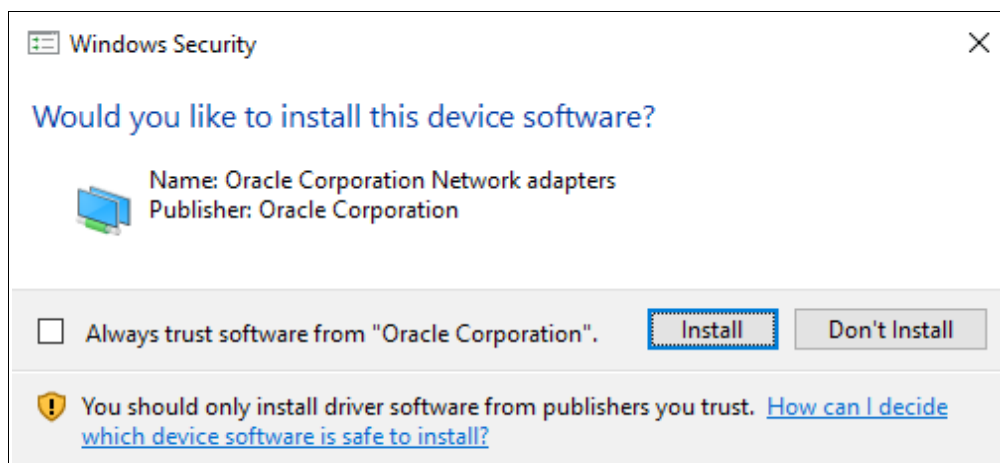 Windows Security
Would you like to install this device software?
Name: Oracle Corporation Network adapters
Publisher: Oracle Corporation
Always trust software from "Oracle Corporation".
Install
Don't Install
You should only install driver software from publishers you trust. How can I decide
which device software is safe to install?